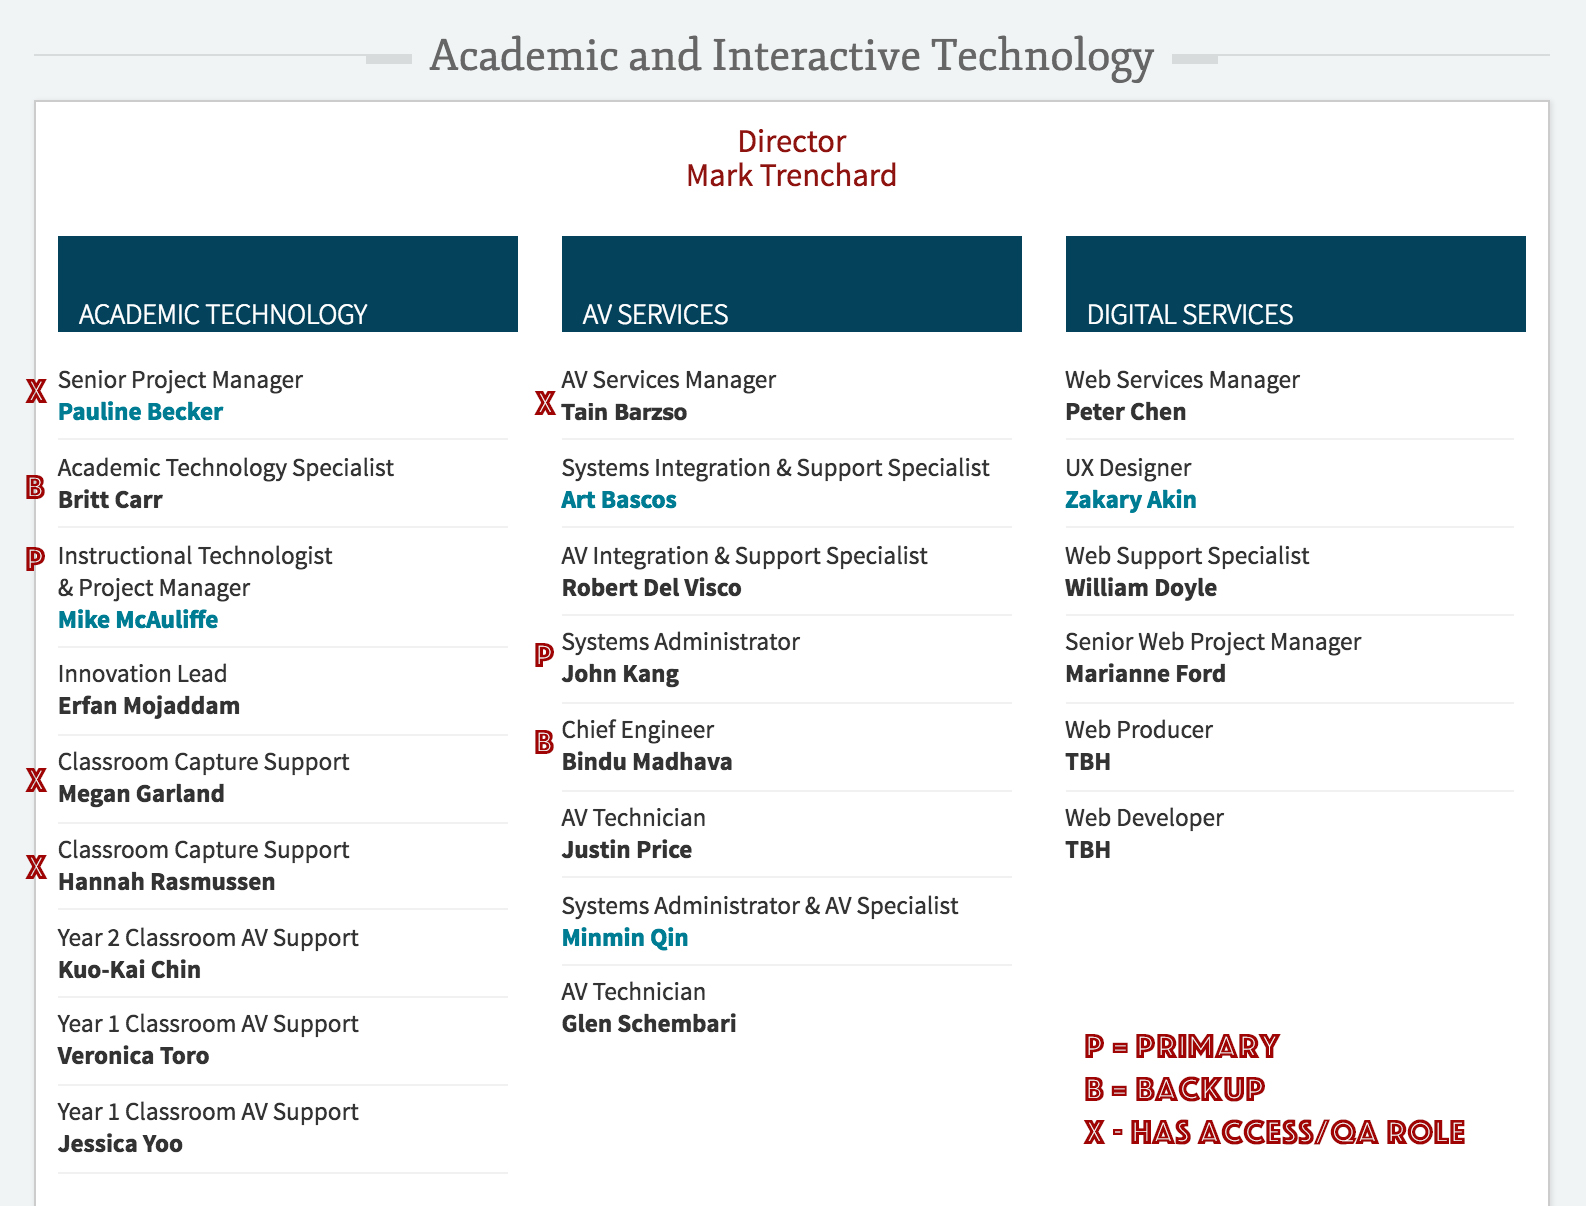 Academic and Interactive Technology
Director
Mark Trenchard
ACADEMIC TECHNOLOGY
X Senior Project Manager
Pauline Becker
B Academic Technology Specialist
Britt Carr
P Instructional Technologist
& Project Manager
Mike McAuliffe
Innovation Lead
Erfan Mojaddam
X Classroom Capture Support
Megan Garland
X Classroom Capture Support
Hannah Rasmussen
Year 2 Classroom AV Support
Kuo-Kai Chin
Year 1 Classroom AV Support
Veronica Toro
Year 1 Classroom AV Support
Jessica Yoo
AV SERVICES
AV Services Manager
X Tain Barzso
Systems Integration & Support Specialist
Art Bascos
AV Integration & Support Specialist
Robert Del Visco
P Systems Administrator
John Kang
B Chief Engineer
Bindu Madhava
AV Technician
Justin Price
Systems Administrator & AV Specialist
Minmin Qin
AV Technician
Glen Schembari
DIGITAL SERVICES
Web Services Manager
Peter Chen
UX Designer
Zakary Akin
Web Support Specialist
William Doyle
Senior Web Project Manager
Marianne Ford
Web Producer
TBH
Web Developer
TBH
P = PRIMARY
B = BACKUP
X - HAS ACCESS/QA ROLE